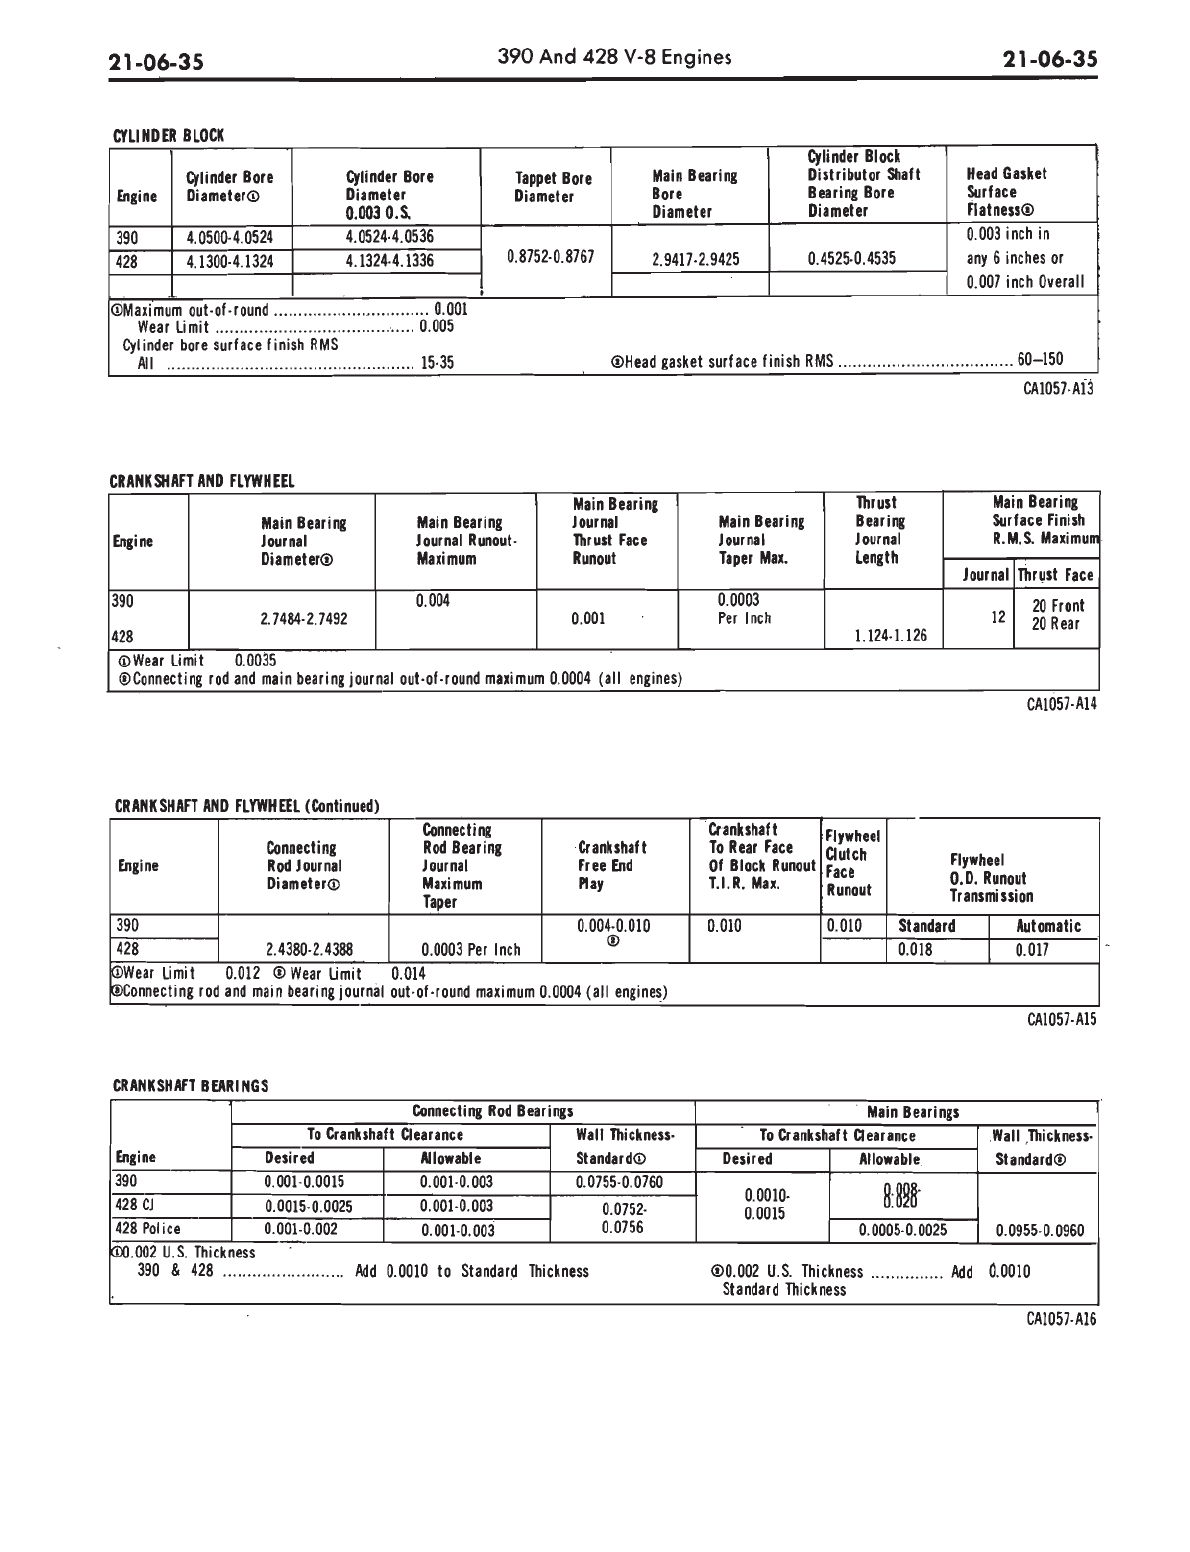 21-06-35 390 And 428 V-8 Engines 21-06-35
CYLINDER BLOCK
Engine
Cylinder Bore
Diameter①
Cylinder Bore
Diameter
0.003 O.S.
Tappet Bore
Diameter
Main Bearing
Bore
Diameter
Cylinder Block
Distributor Shaft
Bearing Bore
Diameter
Head Gasket
Surface
Flatness②
390 4.0500-4.0524 4.0524-4.0536
428 4.1300-4.1324 4.1324-4.1336
0.8752-0.8767 2.9417-2.9425 0.4525-0.4535
0.003 inch in
any 6 inches or
0.007 inch Overall
①Maximum out-of-round ................................ 0.001
Wear Limit ......................................... 0.005
Cylinder bore surface finish RMS
All ................................................... 15-35
②Head gasket surface finish RMS .................................... 60–150
CA1057-A13
CRANKSHAFT AND FLYWHEEL
Engine
Main Bearing
Journal
Diameter②
Main Bearing
Journal Runout-
Maximum
Main Bearing
Journal
Thrust Face
Runout
Main Bearing
Journal
Taper Max.
Thrust
Bearing
Journal
Length
Main Bearing
Surface Finish
R.M.S. Maximum
Journal Thrust Face
390
428
2.7484-2.7492
0.004
0.001
0.0003
Per Inch
1.124-1.126
12
20 Front
20 Rear
①Wear Limit 0.0035
②Connecting rod and main bearing journal out-of-round maximum 0.0004 (all engines)
CA1057-A14
CRANKSHAFT AND FLYWHEEL (Continued)
Engine
Connecting
Rod Journal
Diameter①
Connecting
Rod Bearing
Journal
Maximum
Taper
Crankshaft
Free End
Play
Crankshaft
To Rear Face
Of Block Runout
T.I.R. Max.
Flywheel
Clutch
Face
Runout
Flywheel
O.D. Runout
Transmission
390 0.004-0.010 0.010 0.010 Standard Automatic
②
428 2.4380-2.4388 0.0003 Per Inch 0.018 0.017
①Wear Limit 0.012 ② Wear Limit 0.014
②Connecting rod and main bearing journal out-of-round maximum 0.0004 (all engines)
CA1057-A15
CRANKSHAFT BEARINGS
Connecting Rod Bearings Main Bearings
To Crankshaft Clearance Wall Thickness- To Crankshaft Clearance Wall Thickness-
Engine Desired Allowable Standard① Desired Allowable Standard②
390 0.001-0.0015 0.001-0.003 0.0755-0.0760
428 CJ 0.0015-0.0025 0.001-0.003
0.0752-
0.0756
0.0010-
0.0015
428 Police 0.001-0.002 0.001-0.003 0.0005-0.0025 0.0955-0.0960
①0.002 U.S. Thickness
390 & 428 ......................... Add 0.0010 to Standard Thickness
②0.002 U.S. Thickness ............... Add 0.0010
Standard Thickness
CA1057-A16